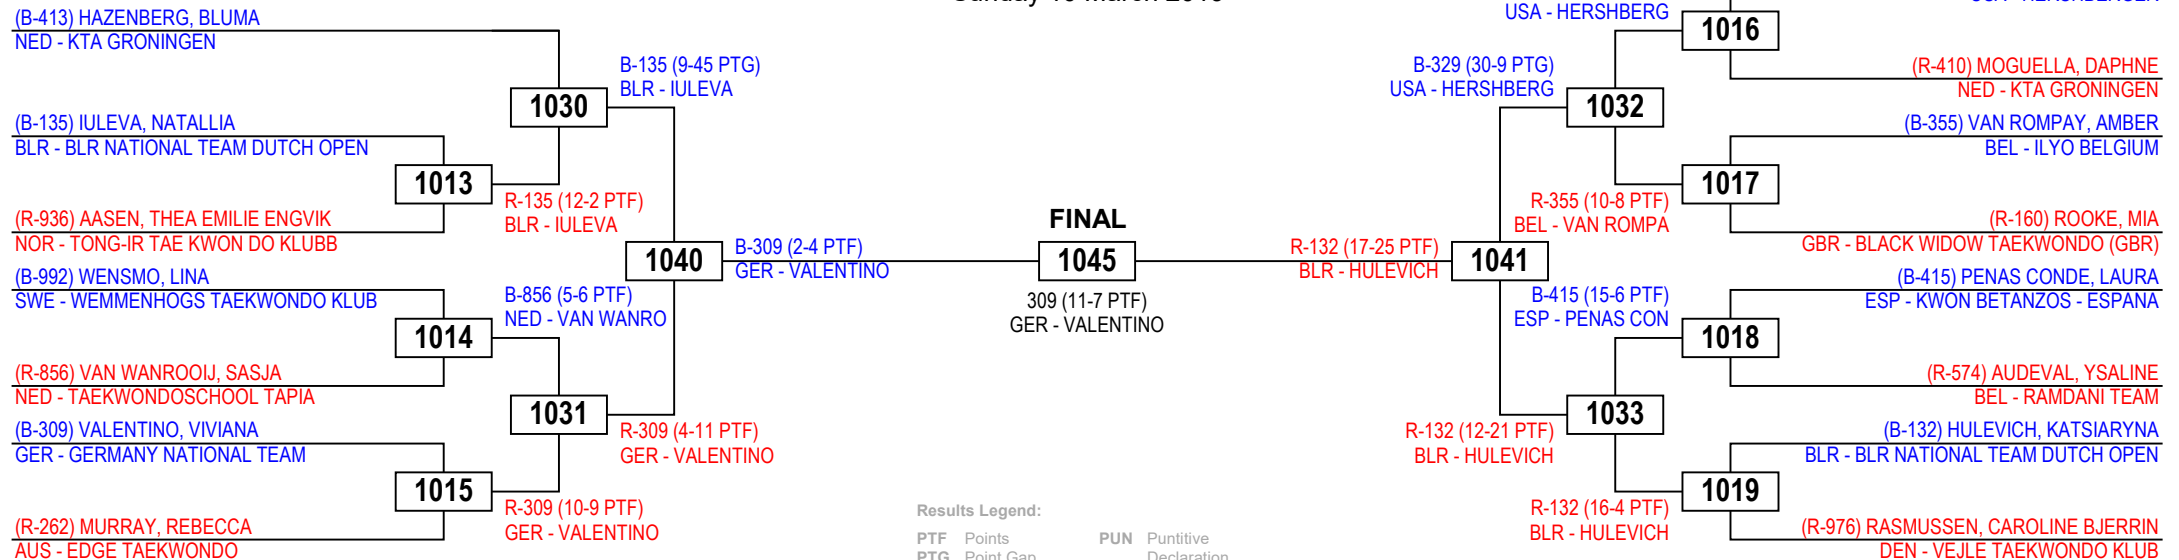 (B-413) HAZENBERG, BLUMA
NED - KTA GRONINGEN
B-135 (9-45 PTG)
BLR - IULEVA
1030
(B-135) IULEVA, NATALLIA
BLR - BLR NATIONAL TEAM DUTCH OPEN
1013
R-135 (12-2 PTF)
BLR - IULEVA
(R-936) AASEN, THEA EMILIE ENGVIK
NOR - TONG-IR TAE KWON DO KLUBB
1040
B-309 (2-4 PTF)
GER - VALENTINO
(B-992) WENSMO, LINA
SWE - WEMMENHOGS TAEKWONDO KLUB
B-856 (5-6 PTF)
NED - VAN WANRO
1014
(R-856) VAN WANROOIJ, SASJA
NED - TAEKWONDOSCHOOL TAPIA
1031
R-309 (4-11 PTF)
GER - VALENTINO
(B-309) VALENTINO, VIVIANA
GER - GERMANY NATIONAL TEAM
1015
R-309 (10-9 PTF)
GER - VALENTINO
(R-262) MURRAY, REBECCA
AUS - EDGE TAEKWONDO
FINAL
1045
309 (11-7 PTF)
GER - VALENTINO
Results Legend:
PTF Points PUN Puntitive
PTG Point Gap Declaration
USA - HERSHBERG
1016
B-329 (30-9 PTG)
USA - HERSHBERG
(R-410) MOGUELLA, DAPHNE
NED - KTA GRONINGEN
1032
(B-355) VAN ROMPAY, AMBER
BEL - ILYO BELGIUM
1017
R-355 (10-8 PTF)
BEL - VAN ROMPA
(R-160) ROOKE, MIA
GBR - BLACK WIDOW TAEKWONDO (GBR)
R-132 (17-25 PTF)
BLR - HULEVICH
1041
(B-415) PENAS CONDE, LAURA
ESP - KWON BETANZOS - ESPANA
B-415 (15-6 PTF)
ESP - PENAS CON
1018
(R-574) AUDEVAL, YSALINE
BEL - RAMDANI TEAM
1033
R-132 (12-21 PTF)
BLR - HULEVICH
(B-132) HULEVICH, KATSIARYNA
BLR - BLR NATIONAL TEAM DUTCH OPEN
1019
R-132 (16-4 PTF)
BLR - HULEVICH
(R-976) RASMUSSEN, CAROLINE BJERRIN
DEN - VEJLE TAEKWONDO KLUB